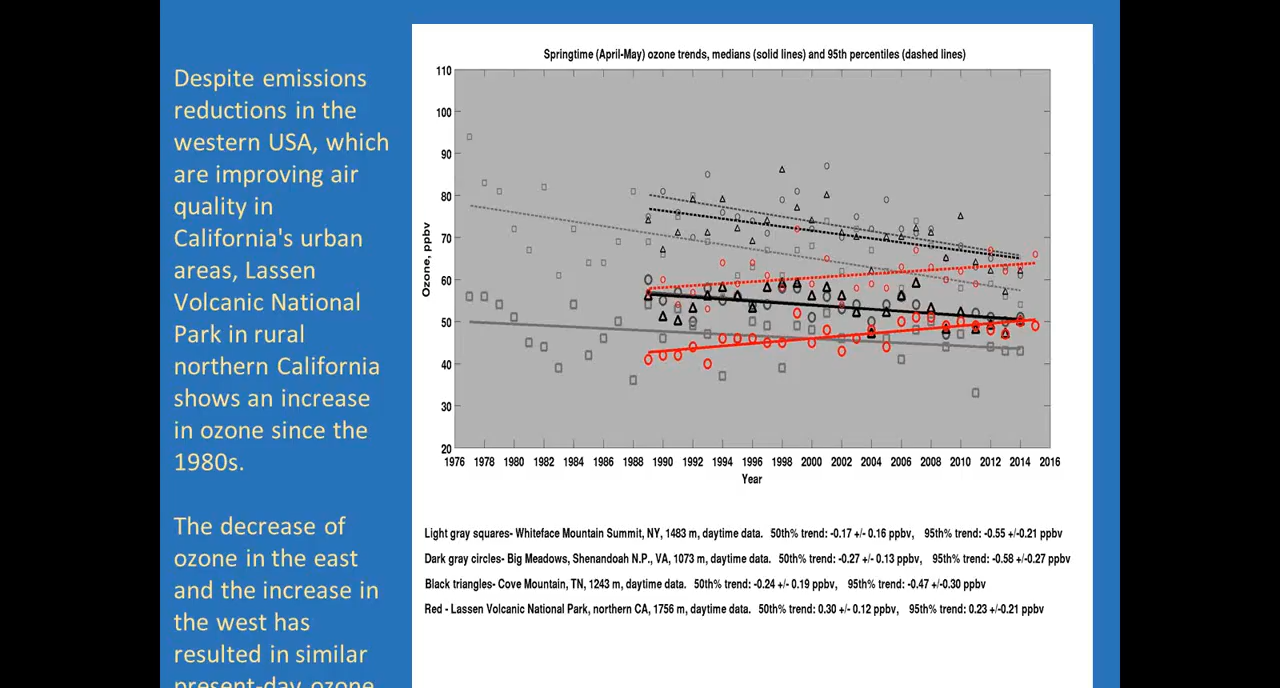 Despite emissions
reductions in the
western USA, which
are improving air
quality in
California's urban
areas, Lassen
Volcanic National
Park in rural
northern California
shows an increase
in ozone since the
1980s.
The decrease of
ozone in the east
and the increase in
the west has
resulted in similar
present-day ozone
Springtime (April-May) ozone trends, medians (solid lines) and 95th percentiles (dashed lines)
110
100
90
80
70
60
50
40
30
20
Ozone, ppbv
1976 1978 1980 1982 1984 1986 1988 1990 1992 1994 1996 1998 2000 2002 2004 2006 2008 2010 2012 2014 2016
Year
Light gray squares- Whiteface Mountain Summit, NY, 1483 m, daytime data. 50th% trend: -0.17 +/- 0.16 ppbv, 95th% trend: -0.55 +/-0.21 ppbv
Dark gray circles- Big Meadows, Shenandoah N.P., VA, 1073 m, daytime data. 50th% trend: -0.27 +/- 0.13 ppbv, 95th% trend: -0.58 +/-0.27 ppbv
Black triangles- Cove Mountain, TN, 1243 m, daytime data. 50th% trend: -0.24 +/- 0.19 ppbv, 95th% trend: -0.47 +/-0.30 ppbv
Red - Lassen Volcanic National Park, northern CA, 1756 m, daytime data. 50th% trend: 0.30 +/- 0.12 ppbv, 95th% trend: 0.23 +/-0.21 ppbv